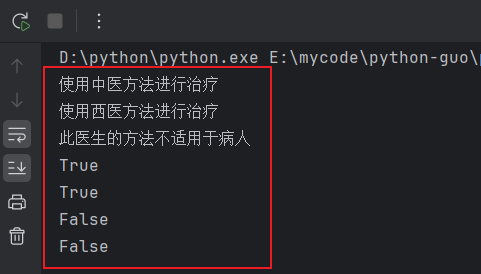 D:\python\python.exe E:\mycode\python-guo\
使用中医方法进行治疗
使用西医方法进行治疗
此医生的方法不适用于病人
True
True
False
False